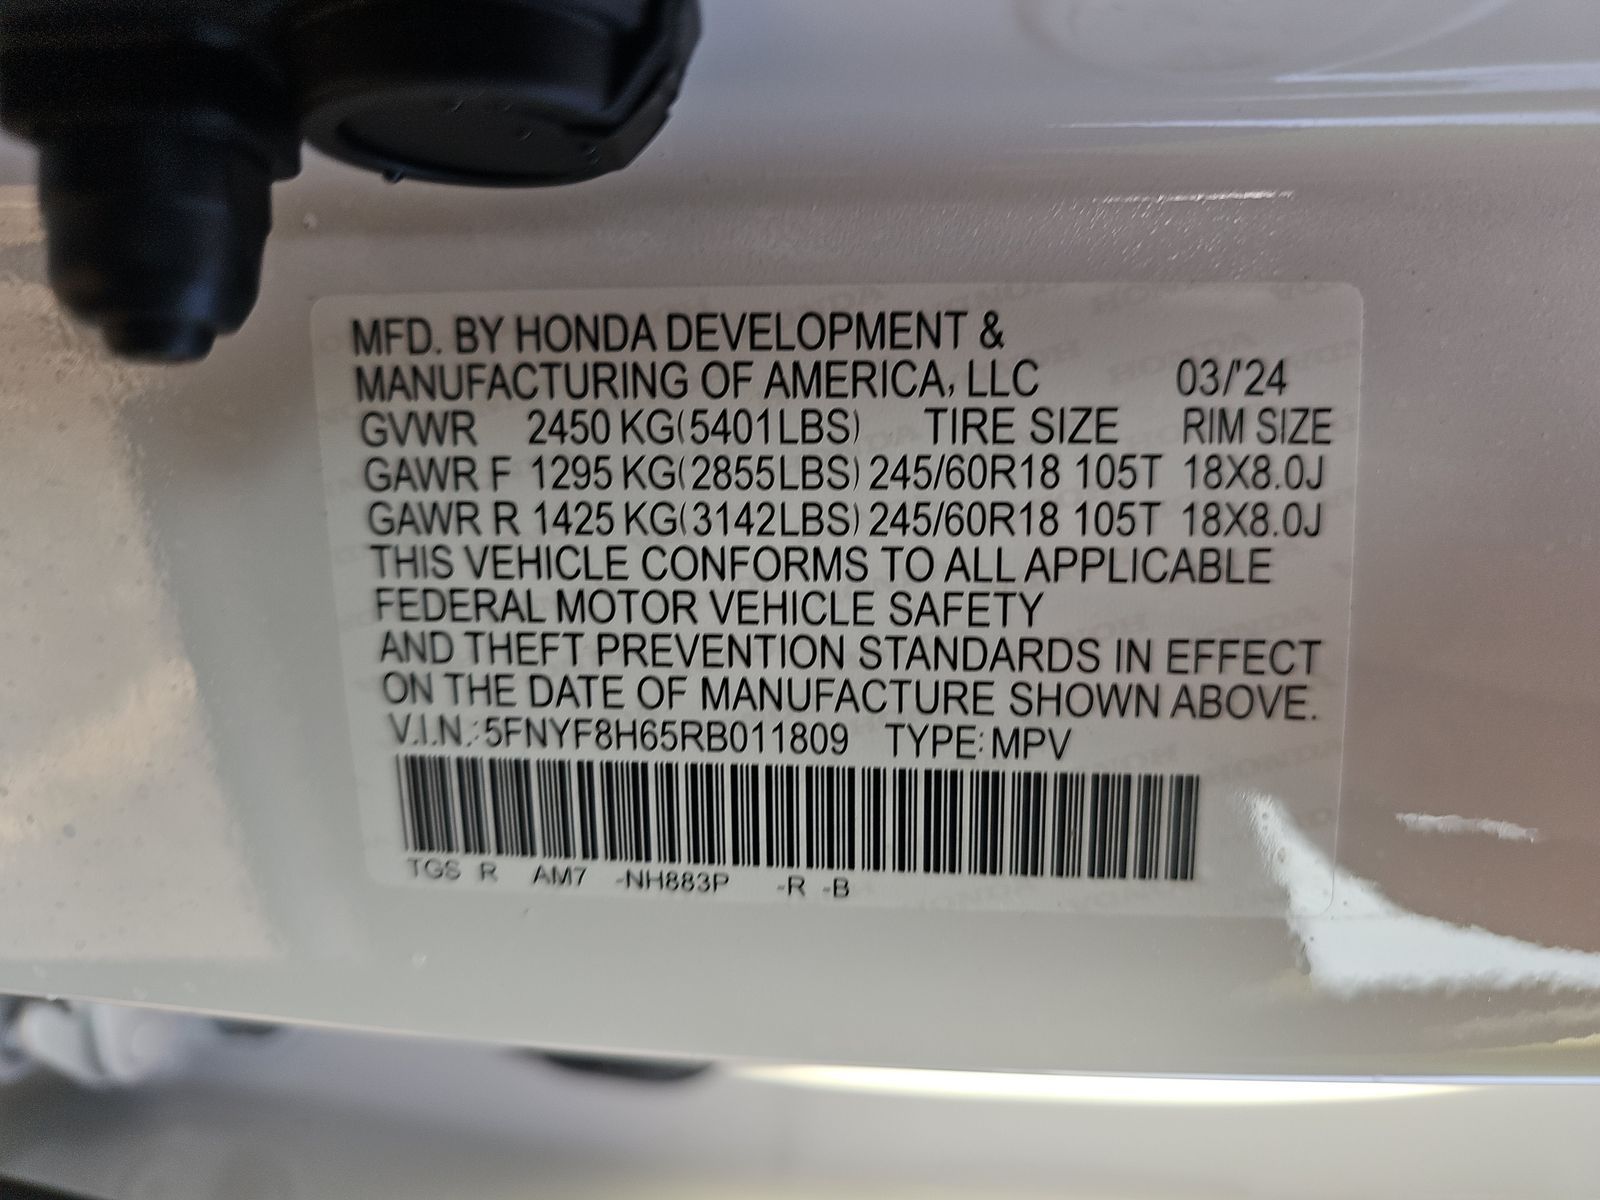 MFD. BY HONDA DEVELOPMENT &
MANUFACTURING OF AMERICA, LLC 03/'24
GVWR 2450 KG(5401LBS) TIRE SIZE RIM SIZE
GAWR F 1295 KG(2855LBS) 245/60R18 105T 18X8.0J
GAWR R 1425 KG(3142LBS) 245/60R18 105T 18X8.0J
THIS VEHICLE CONFORMS TO ALL APPLICABLE
FEDERAL MOTOR VEHICLE SAFETY
AND THEFT PREVENTION STANDARDS IN EFFECT
ON THE DATE OF MANUFACTURE SHOWN ABOVE.
V.I.N.:5FNYF8H65RB011809 TYPE:MPV
TGS R AM7 -NH883P -R -B